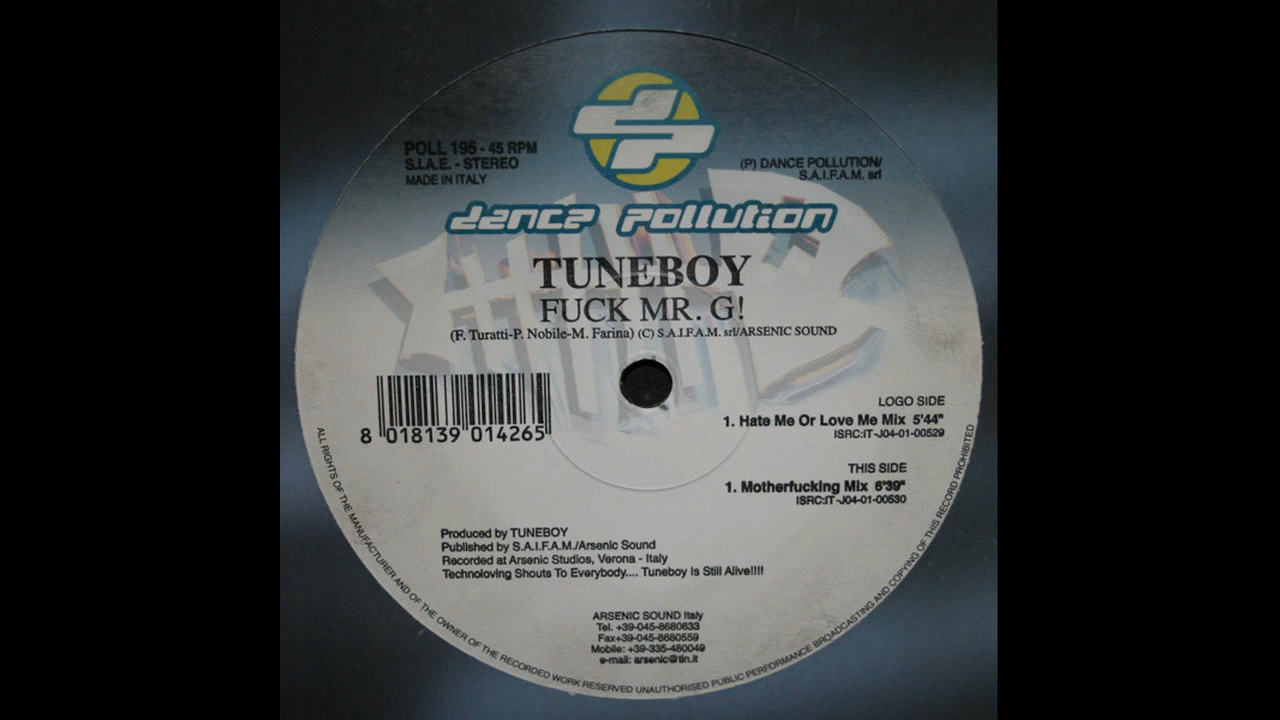 POLL 195 - 45 RPM
S.I.A.E. - STEREO
MADE IN ITALY
(P) DANCE POLLUTION/
S.A.I.F.A.M. srl
dance pollution
TUNEBOY
FUCK MR. G!
(F. Turatti-P. Nobile-M. Farina) (C) S.A.I.F.A.M. srl/ARSENIC SOUND
8 018139 014265
LOGO SIDE
1. Hate Me Or Love Me Mix 5'44"
ISRC:IT-J04-01-00529
THIS SIDE
1. Motherfucking Mix 6'39"
ISRC:IT-J04-01-00530
Produced by TUNEBOY
Published by S.A.I.F.A.M./Arsenic Sound
Recorded at Arsenic Studios, Verona - Italy
Technoloving Shouts To Everybody.... Tuneboy Is Still Alive!!!!
ARSENIC SOUND Italy
Tel. +39-045-8680633
Fax+39-045-8680559
Mobile: +39-335-480049
e-mail: arsenic@tin.it
ALL RIGHTS OF THE MANUFACTURER AND OF THE OWNER OF THE RECORDED WORK RESERVED UNAUTHORISED PUBLIC PERFORMANCE BROADCASTING AND COPYING OF THIS RECORD PROHIBITED